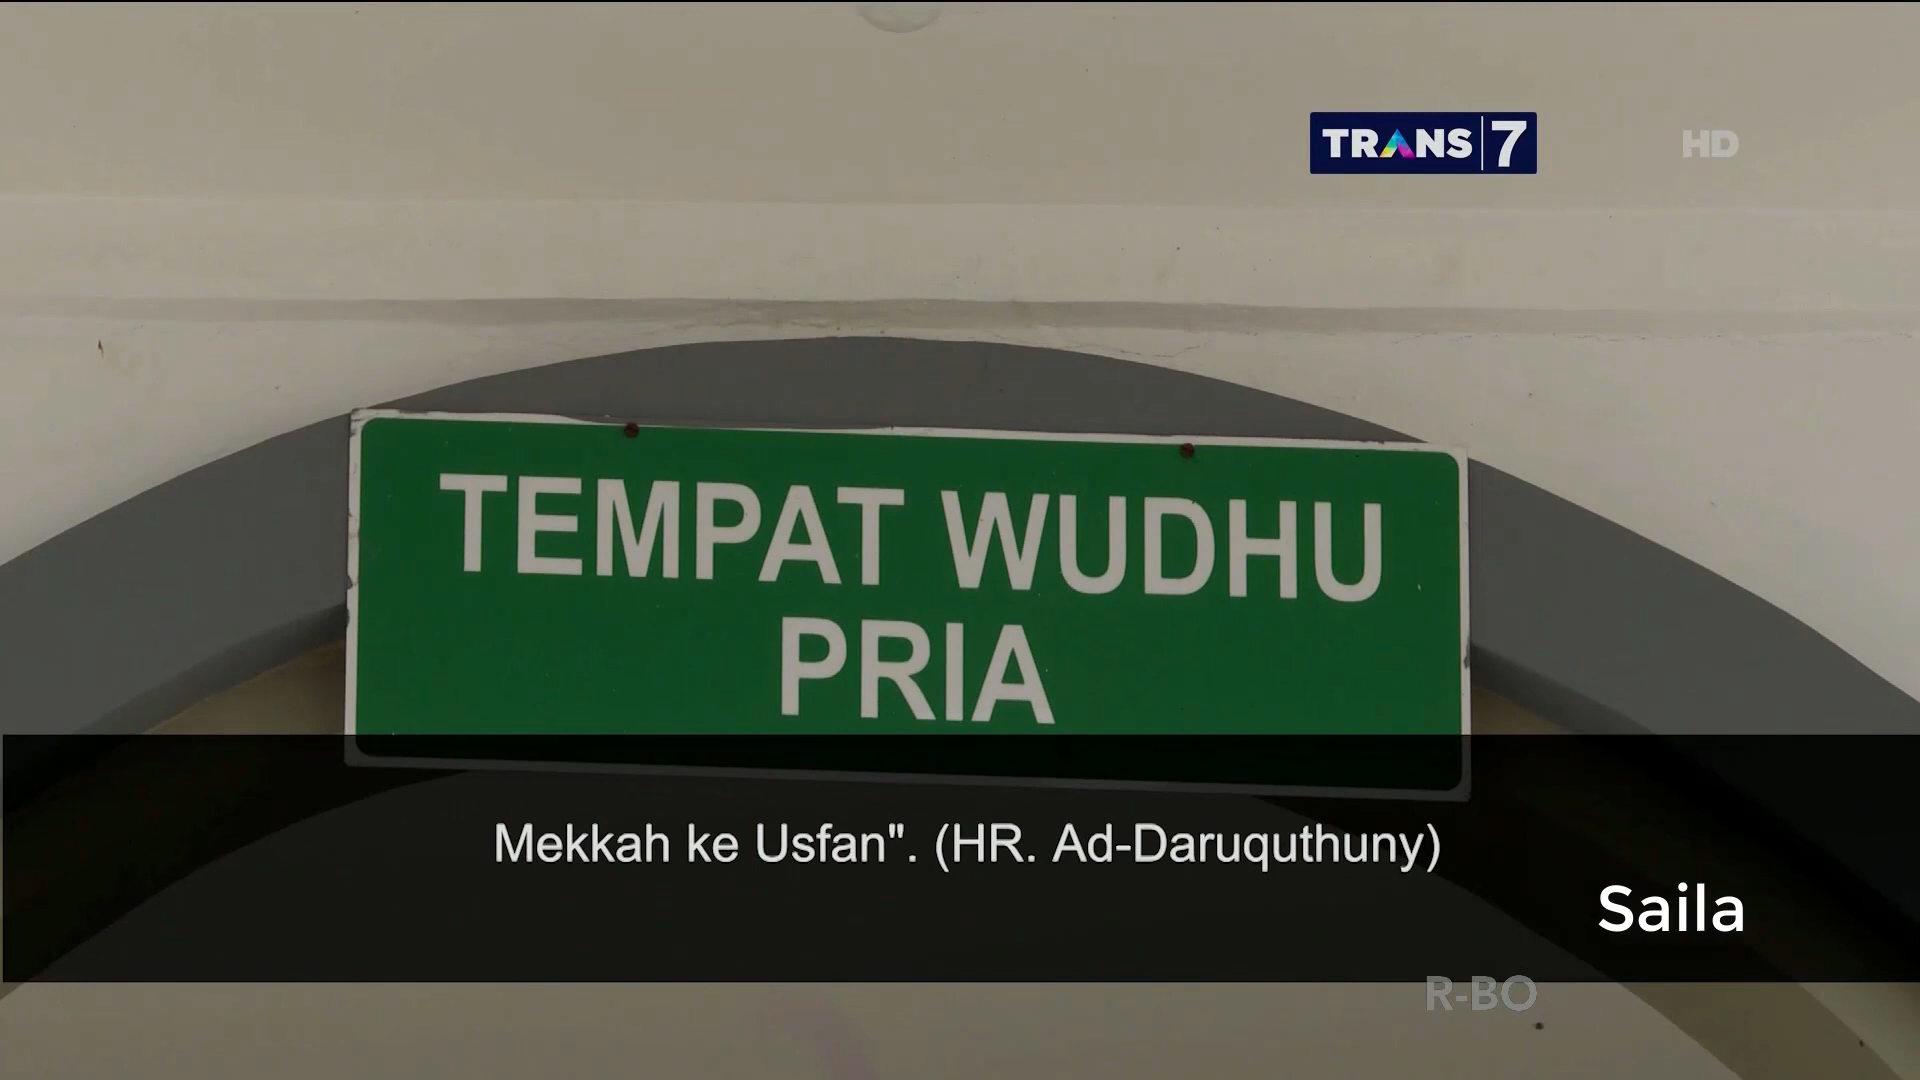 TRANS 7
HD
TEMPAT WUDHU
PRIA
Mekkah ke Usfan". (HR. Ad-Daruquthuny)
Saila
R-BO